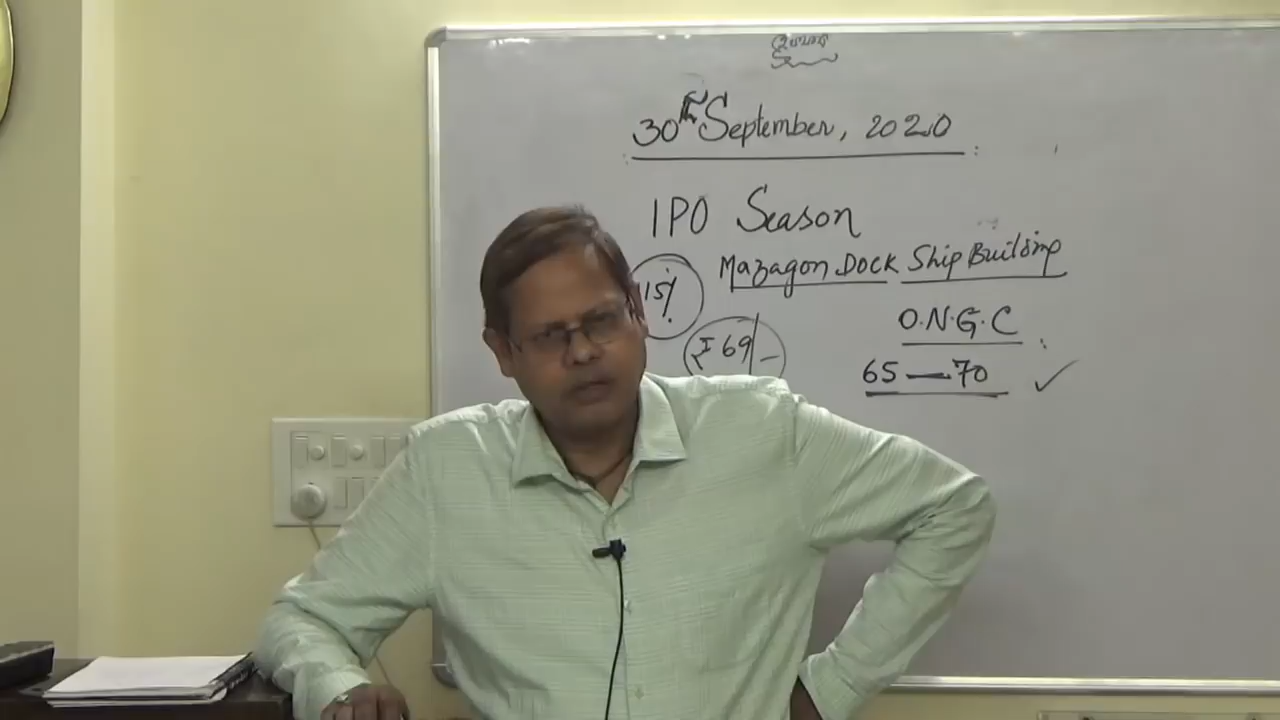 30th September, 2020
IPO Season
Mazagon Dock Ship Building
15%
O.N.G.C
₹ 69/-
65 — 70 ✓